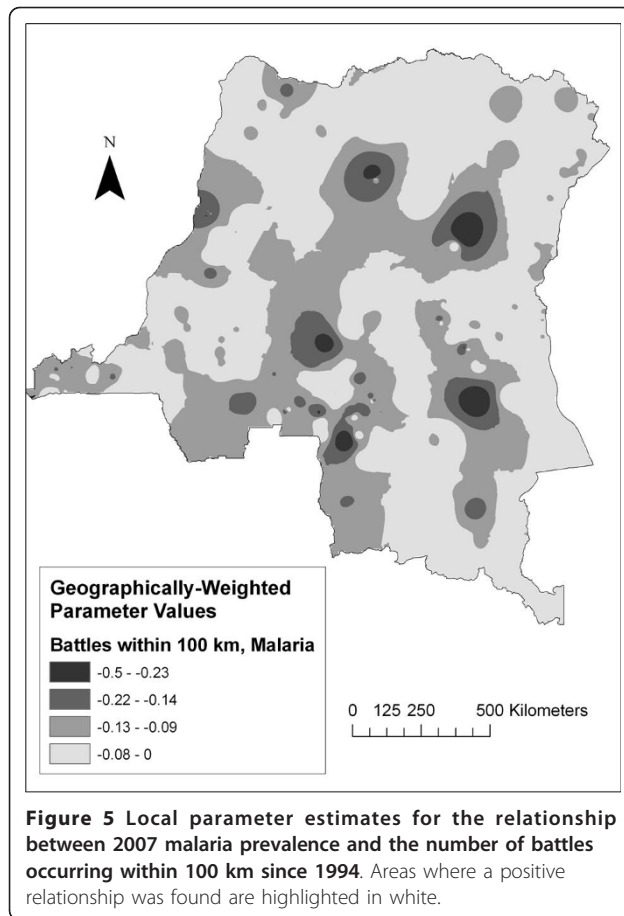 N
Geographically-Weighted
Parameter Values
Battles within 100 km, Malaria
-0.5 - -0.23
-0.22 - -0.14
-0.13 - -0.09
-0.08 - 0
0 125 250 500 Kilometers
Figure 5 Local parameter estimates for the relationship
between 2007 malaria prevalence and the number of battles
occurring within 100 km since 1994. Areas where a positive
relationship was found are highlighted in white.